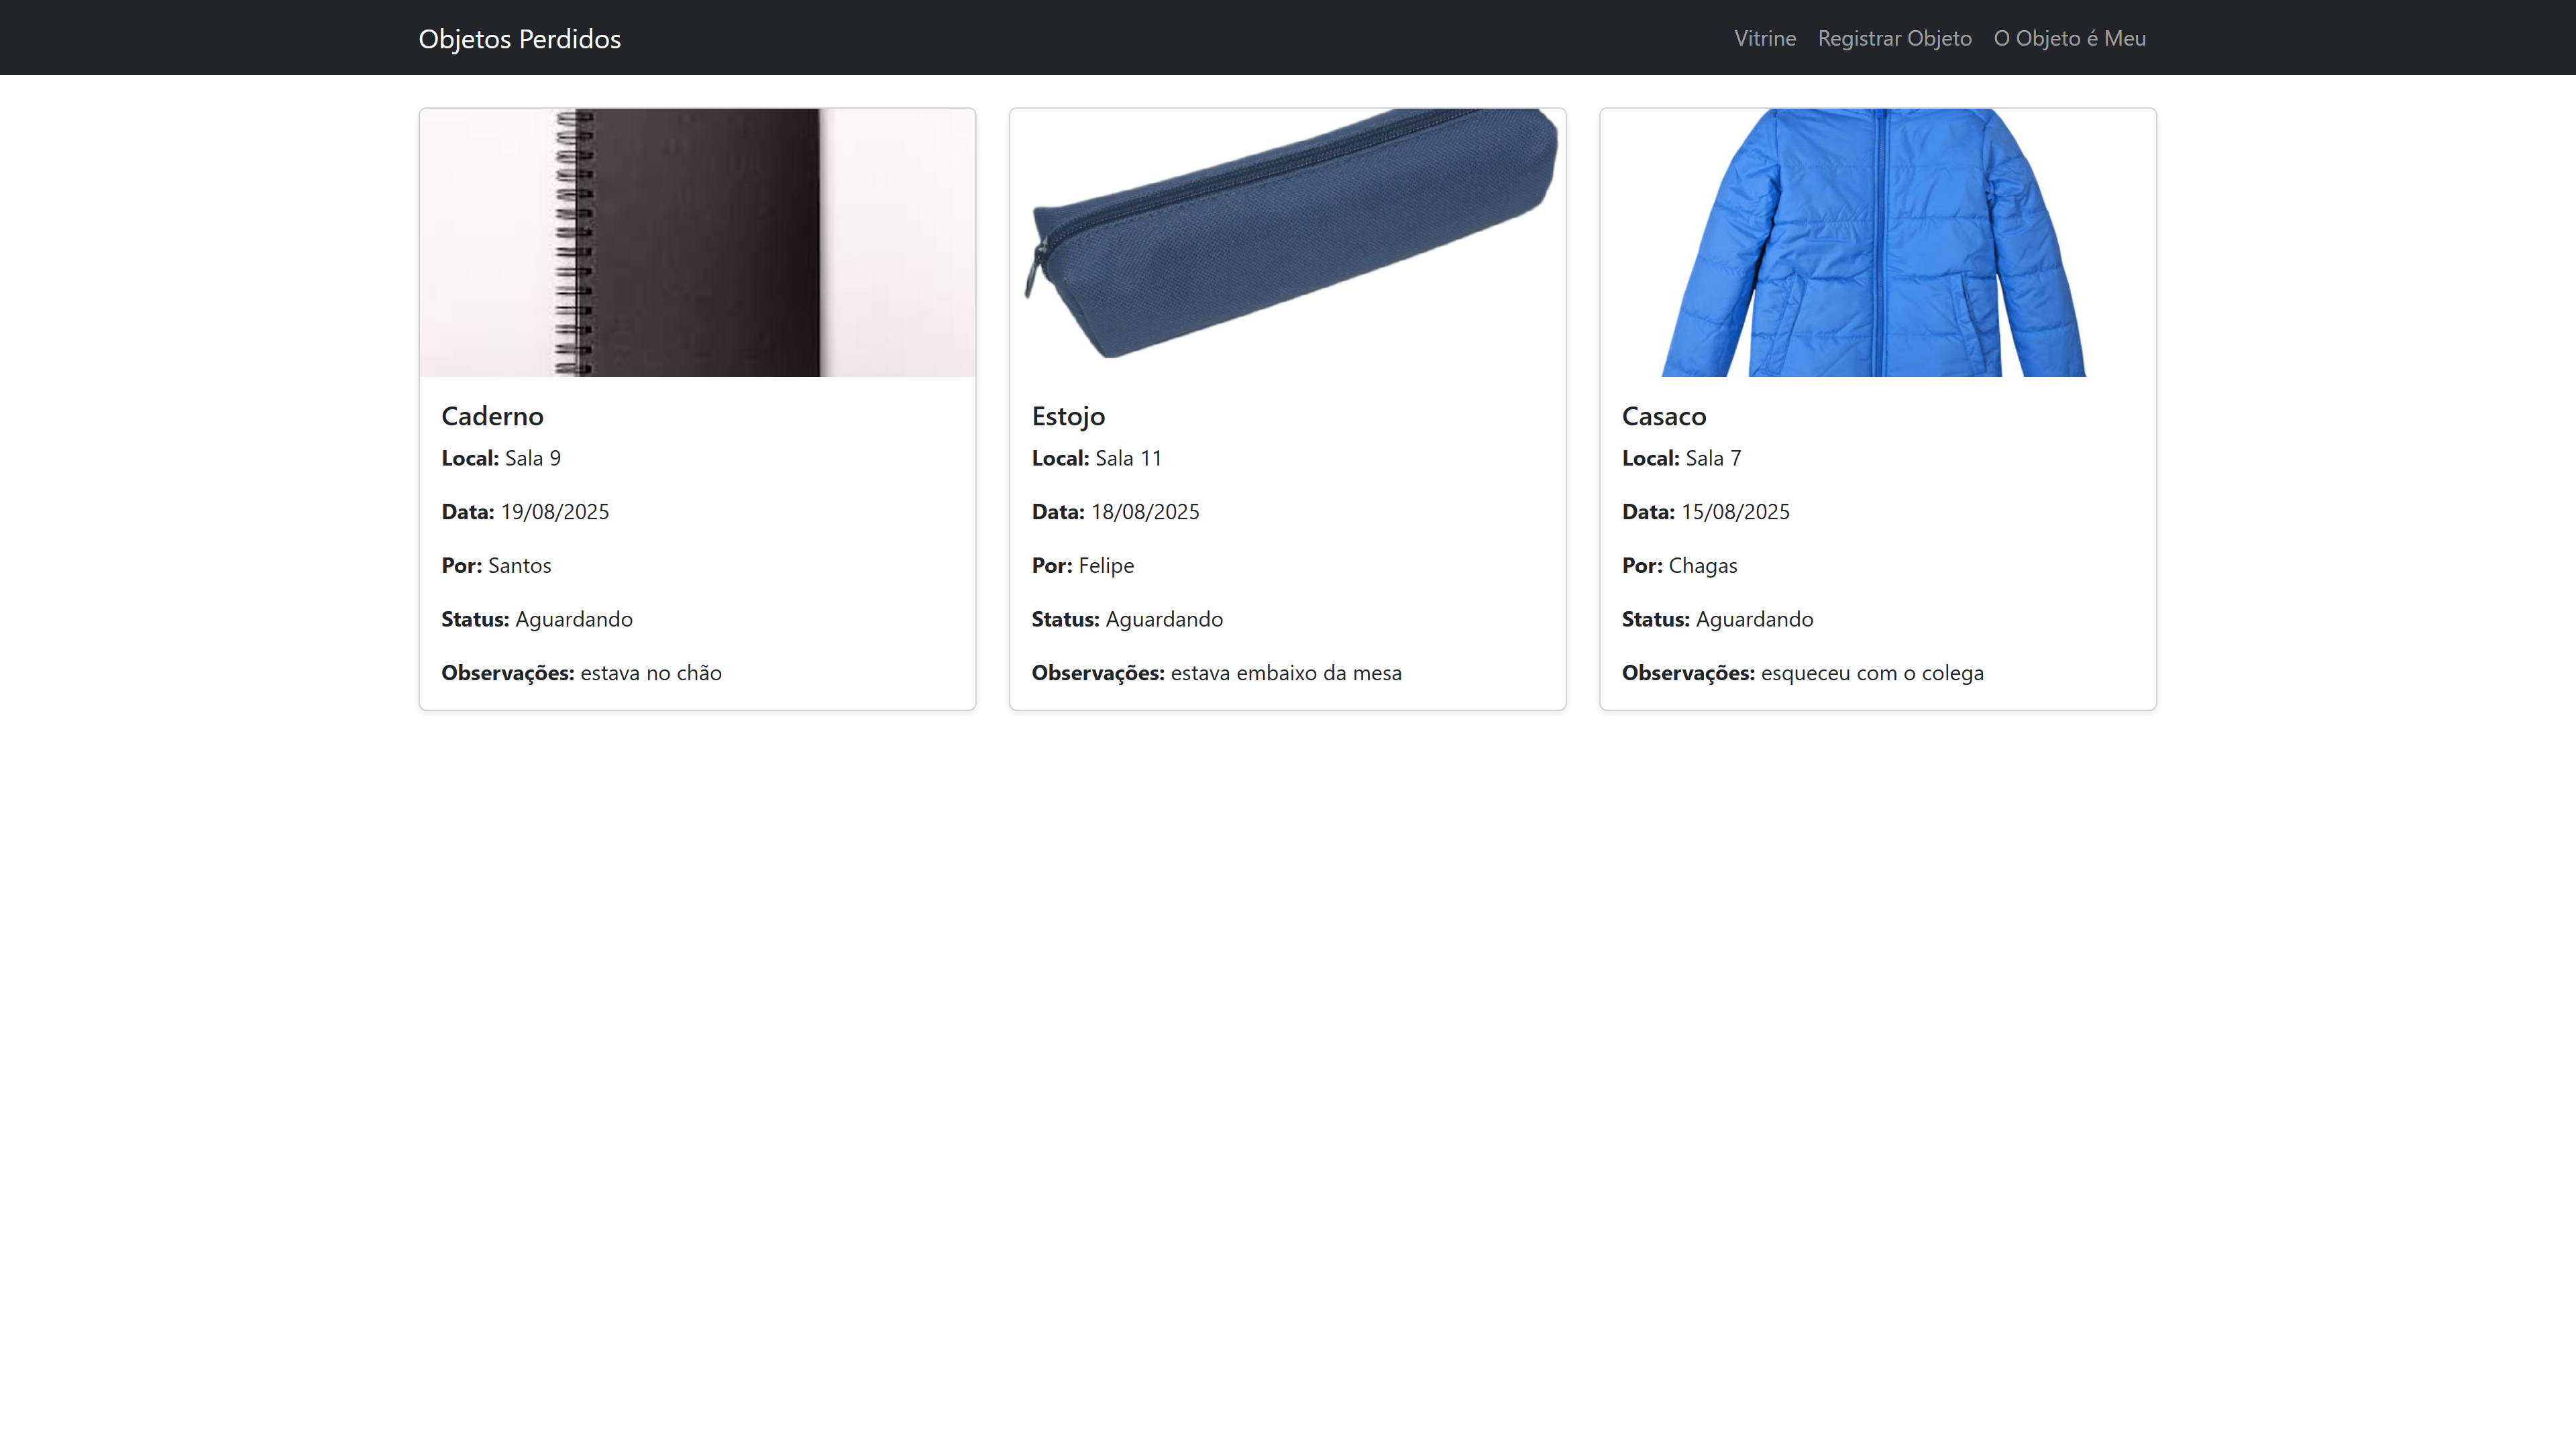 Objetos Perdidos
Vitrine Registrar Objeto O Objeto é Meu
Caderno
Local: Sala 9
Data: 19/08/2025
Por: Santos
Status: Aguardando
Observações: estava no chão
Estojo
Local: Sala 11
Data: 18/08/2025
Por: Felipe
Status: Aguardando
Observações: estava embaixo da mesa
Casaco
Local: Sala 7
Data: 15/08/2025
Por: Chagas
Status: Aguardando
Observações: esqueceu com o colega